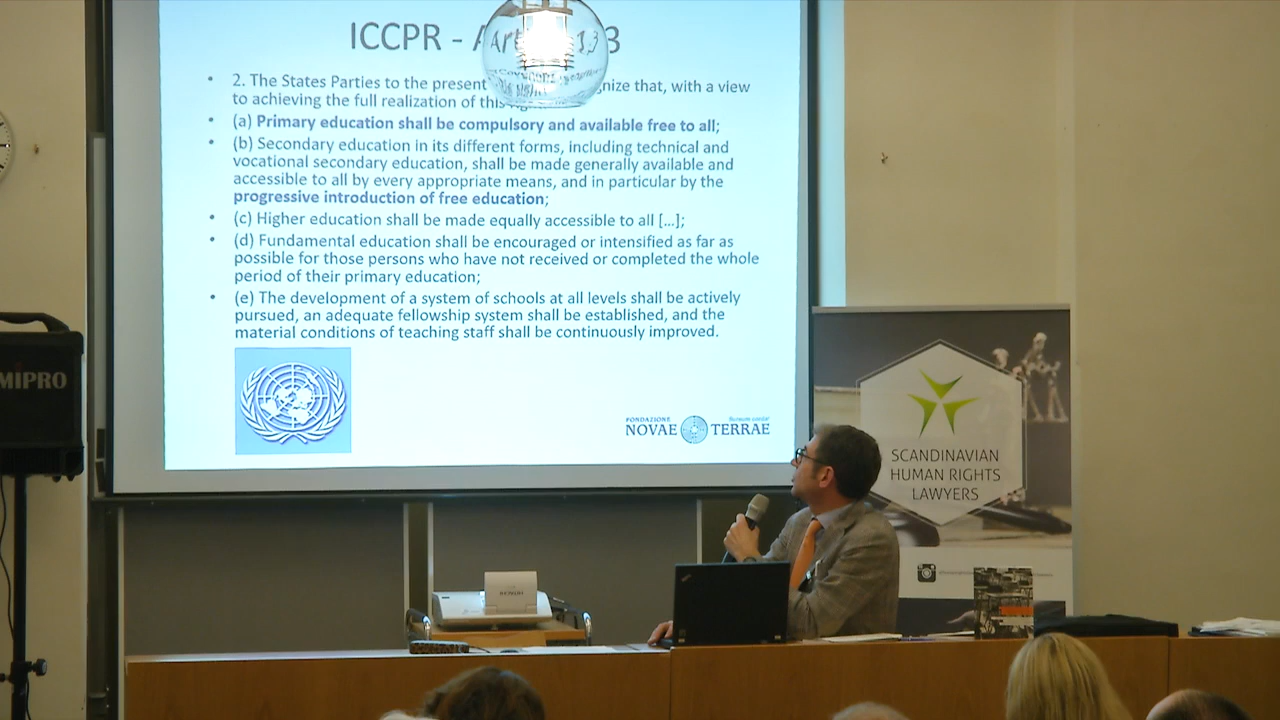 ICCPR - Art 13
2. The States Parties to the present gnize that, with a view
to achieving the full realization of this
(a) Primary education shall be compulsory and available free to all;
(b) Secondary education in its different forms, including technical and
vocational secondary education, shall be made generally available and
accessible to all by every appropriate means, and in particular by the
progressive introduction of free education;
(c) Higher education shall be made equally accessible to all [...];
(d) Fundamental education shall be encouraged or intensified as far as
possible for those persons who have not received or completed the whole
period of their primary education;
(e) The development of a system of schools at all levels shall be actively
pursued, an adequate fellowship system shall be established, and the
material conditions of teaching staff shall be continuously improved.
FONDAZIONE
NOVAE TERRAE
MIPRO
SCANDINAVIAN
HUMAN RIGHTS
LAWYERS